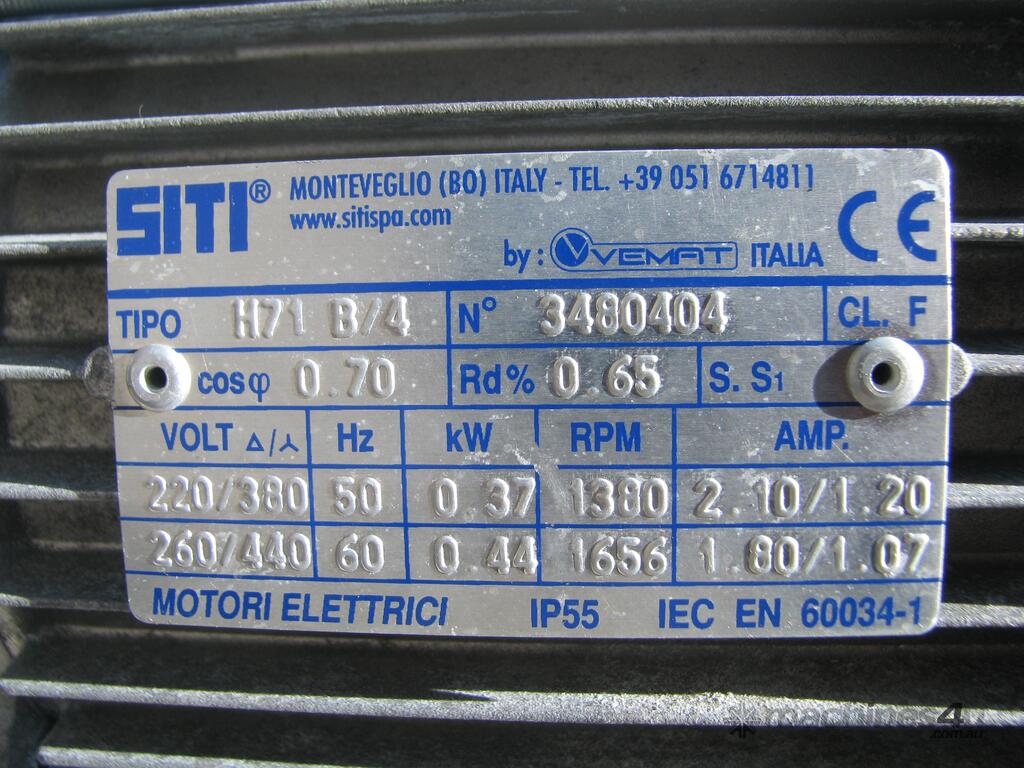 SITI® MONTEVEGLIO (BO) ITALY - TEL. +39 051 6714811
www.sitispa.com
by: V VEMAT ITALIA CE
TIPO H71 B/4 N° 3480404 CL. F
cosφ 0.70 Rd% 0.65 S. S1
VOLT Δ/⅄ Hz kW RPM AMP.
220/380 50 0.37 1380 2.10/1.20
260/440 60 0.44 1656 1.80/1.07
MOTORI ELETTRICI IP55 IEC EN 60034-1
machines4u
.com.au